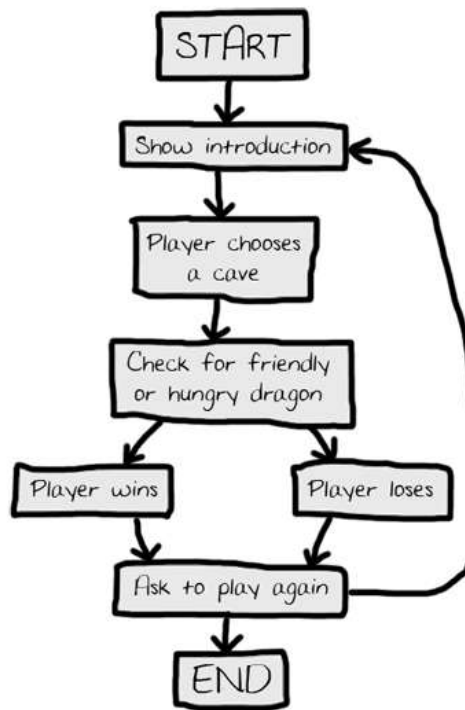 START
Show introduction
Player chooses
a cave
Check for friendly
or hungry dragon
Player wins
Player loses
Ask to play again
END